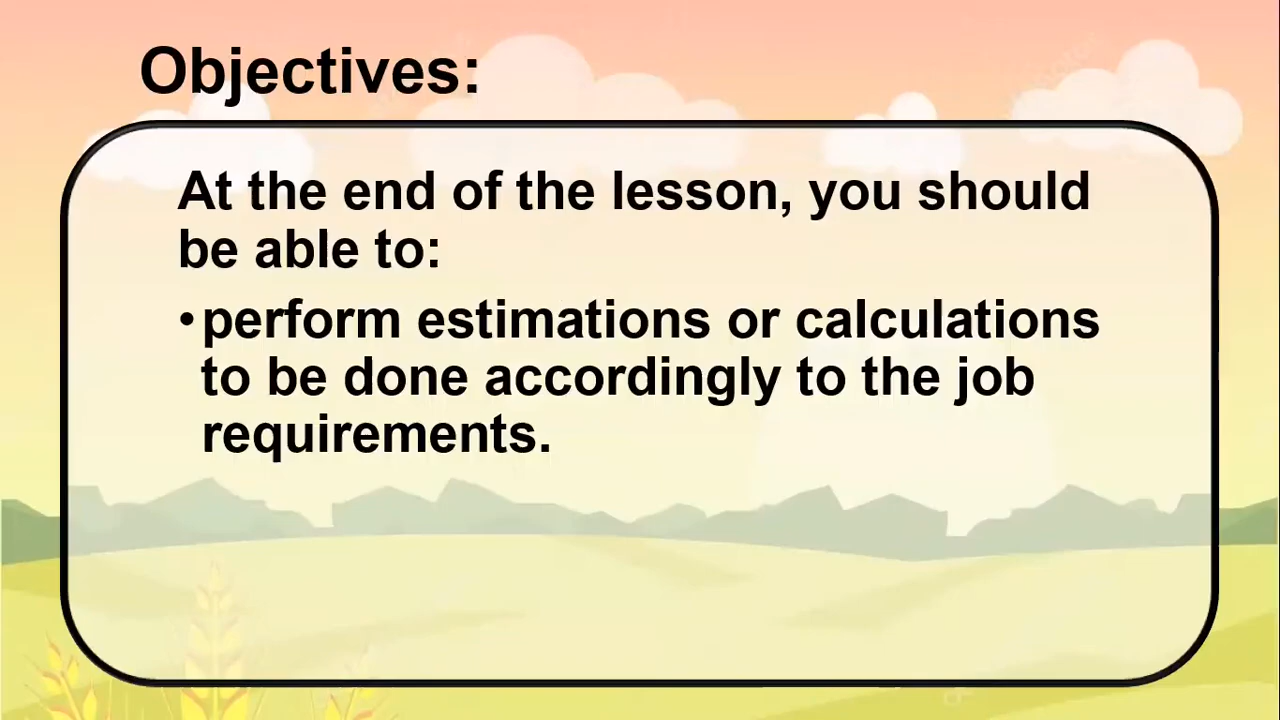 Objectives:
At the end of the lesson, you should
be able to:
•perform estimations or calculations
to be done accordingly to the job
requirements.